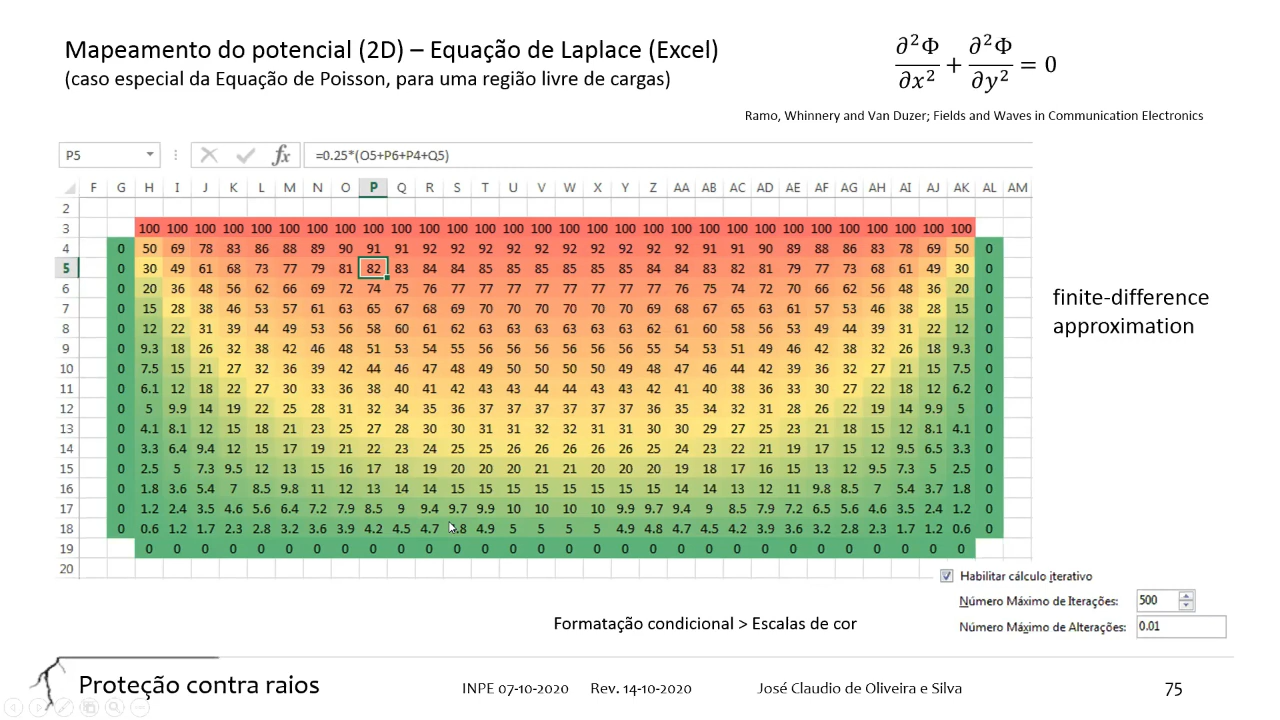 Mapeamento do potencial (2D) – Equação de Laplace (Excel)
(caso especial da Equação de Poisson, para uma região livre de cargas)
∂²Φ/∂x² + ∂²Φ/∂y² = 0
Ramo, Whinnery and Van Duzer; Fields and Waves in Communication Electronics
P5 fx =0.25*(O5+P6+P4+Q5)
F G H I J K L M N O P Q R S T U V W X Y Z AA AB AC AD AE AF AG AH AI AJ AK AL AM
2
3 100 100 100 100 100 100 100 100 100 100 100 100 100 100 100 100 100 100 100 100 100 100 100 100 100 100 100 100 100 100
4 0 50 69 78 83 86 88 89 90 91 91 92 92 92 92 92 92 92 92 92 92 91 91 90 89 88 86 83 78 69 50 0
5 0 30 49 61 68 73 77 79 81 82 83 84 84 85 85 85 85 85 85 84 84 83 82 81 79 77 73 68 61 49 30 0
6 0 20 36 48 56 62 66 69 72 74 75 76 77 77 77 77 77 77 77 77 76 75 74 72 70 66 62 56 48 36 20 0
7 0 15 28 38 46 53 57 61 63 65 67 68 69 70 70 70 70 70 70 69 68 67 65 63 61 57 53 46 38 28 15 0
8 0 12 22 31 39 44 49 53 56 58 60 61 62 63 63 63 63 63 63 62 61 60 58 56 53 49 44 39 31 22 12 0
9 0 9.3 18 26 32 38 42 46 48 51 53 54 55 56 56 56 56 56 56 55 54 53 51 49 46 42 38 32 26 18 9.3 0
10 0 7.5 15 21 27 32 36 39 42 44 46 47 48 49 50 50 50 50 49 48 47 46 44 42 39 36 32 27 21 15 7.5 0
11 0 6.1 12 18 22 27 30 33 36 38 40 41 42 43 43 44 44 43 43 42 41 40 38 36 33 30 27 22 18 12 6.2 0
12 0 5 9.9 14 19 22 25 28 31 32 34 35 36 37 37 37 37 37 37 36 35 34 32 31 28 26 22 19 14 9.9 5 0
13 0 4.1 8.1 12 15 18 21 23 25 27 28 30 30 31 31 32 32 31 31 30 30 29 27 25 23 21 18 15 12 8.1 4.1 0
14 0 3.3 6.4 9.4 12 15 17 19 21 22 23 24 25 25 26 26 26 26 25 25 24 23 22 21 19 17 15 12 9.5 6.5 3.3 0
15 0 2.5 5 7.3 9.5 12 13 15 16 17 18 19 20 20 20 21 21 20 20 20 19 18 17 16 15 13 12 9.5 7.3 5 2.5 0
16 0 1.8 3.6 5.4 7 8.5 9.8 11 12 13 14 14 15 15 15 15 15 15 15 15 14 14 13 12 11 9.8 8.5 7 5.4 3.7 1.8 0
17 0 1.2 2.4 3.5 4.6 5.6 6.4 7.2 7.9 8.5 9 9.4 9.7 9.9 10 10 10 10 9.9 9.7 9.4 9 8.5 7.9 7.2 6.5 5.6 4.6 3.5 2.4 1.2 0
18 0 0.6 1.2 1.7 2.3 2.8 3.2 3.6 3.9 4.2 4.5 4.7 4.9 5 5 5 5 4.9 4.8 4.7 4.5 4.2 3.9 3.6 3.2 2.8 2.3 1.7 1.2 0.6 0
19 0 0 0 0 0 0 0 0 0 0 0 0 0 0 0 0 0 0 0 0 0 0 0 0 0 0 0 0 0 0
20
finite-difference
approximation
Habilitar cálculo iterativo
Número Máximo de Iterações: 500
Número Máximo de Alterações: 0.01
Formatação condicional > Escalas de cor
Proteção contra raios
INPE 07-10-2020 Rev. 14-10-2020 José Claudio de Oliveira e Silva 75